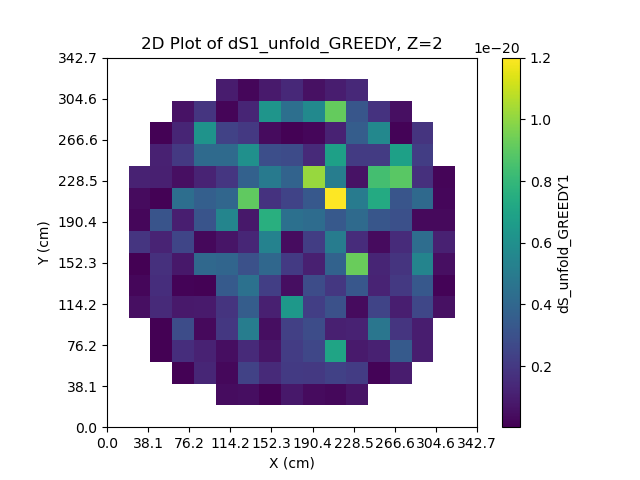 2D Plot of dS1_unfold_GREEDY, Z=2
1e−20
342.7
304.6
266.6
228.5
190.4
152.3
114.2
76.2
38.1
0.0
Y (cm)
0.0 38.1 76.2 114.2 152.3 190.4 228.5 266.6 304.6 342.7
X (cm)
1.2
1.0
0.8
0.6
0.4
0.2
dS_unfold_GREEDY1